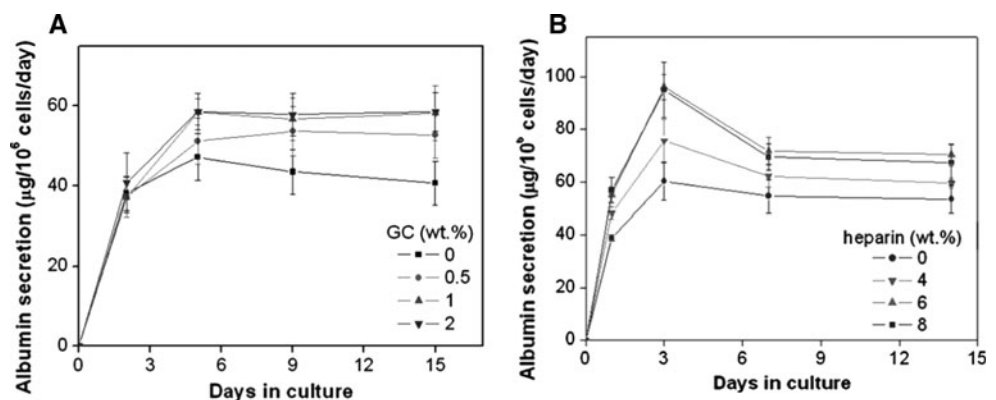 A
Albumin secretion (µg/10⁶ cells/day)
60
40
20
0
0 3 6 9 12 15
Days in culture
GC (wt.%)
0
0.5
1
2
B
Albumin secretion (µg/10⁶ cells/day)
100
80
60
40
20
0
0 3 6 9 12 15
Days in culture
heparin (wt.%)
0
4
6
8